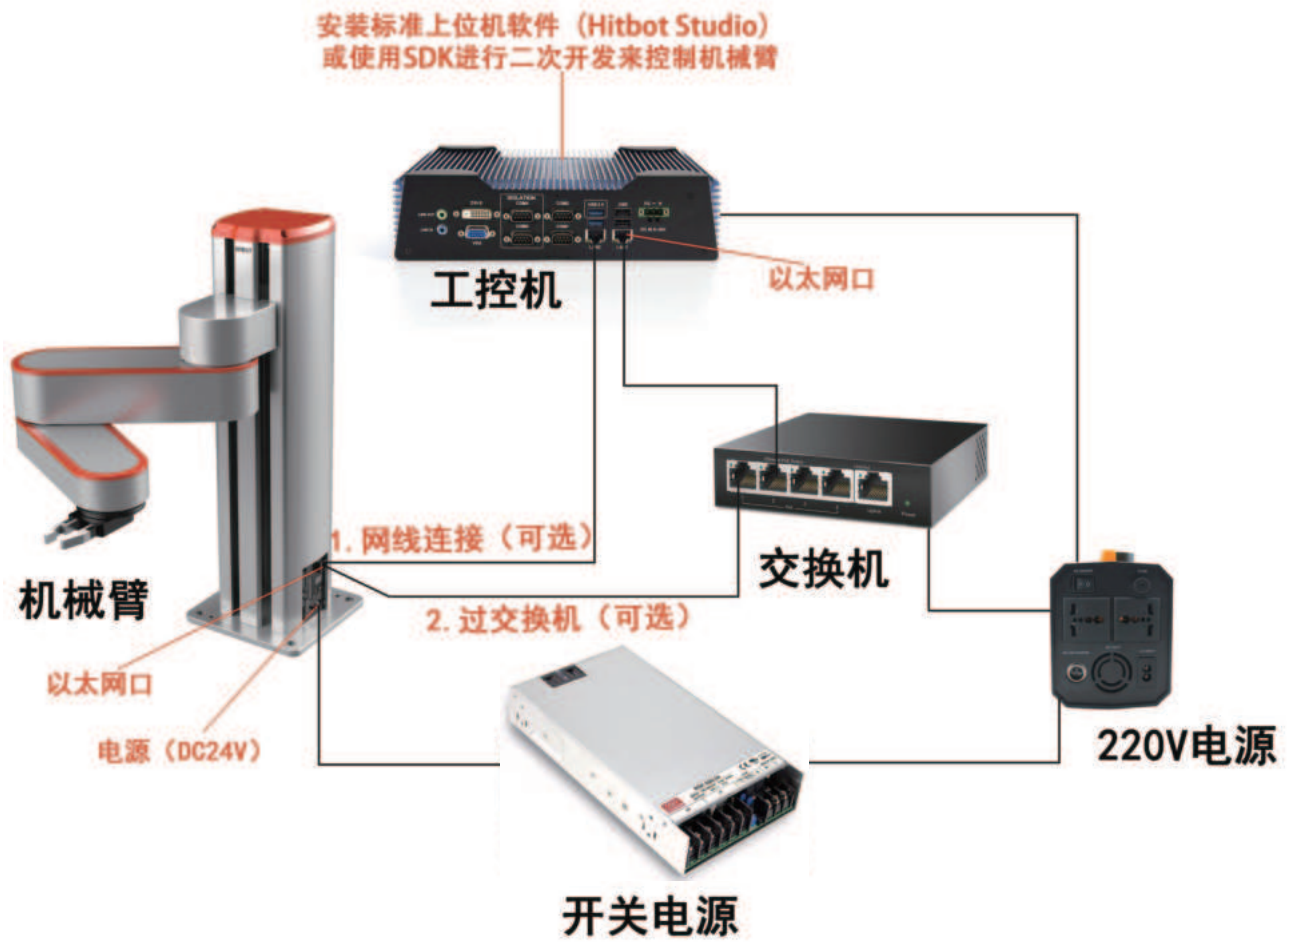 安装标准上位机软件（Hitbot Studio）
或使用SDK进行二次开发来控制机械臂
工控机
以太网口
1. 网线连接（可选）
交换机
机械臂
2. 过交换机（可选）
以太网口
电源（DC24V）
220V电源
开关电源